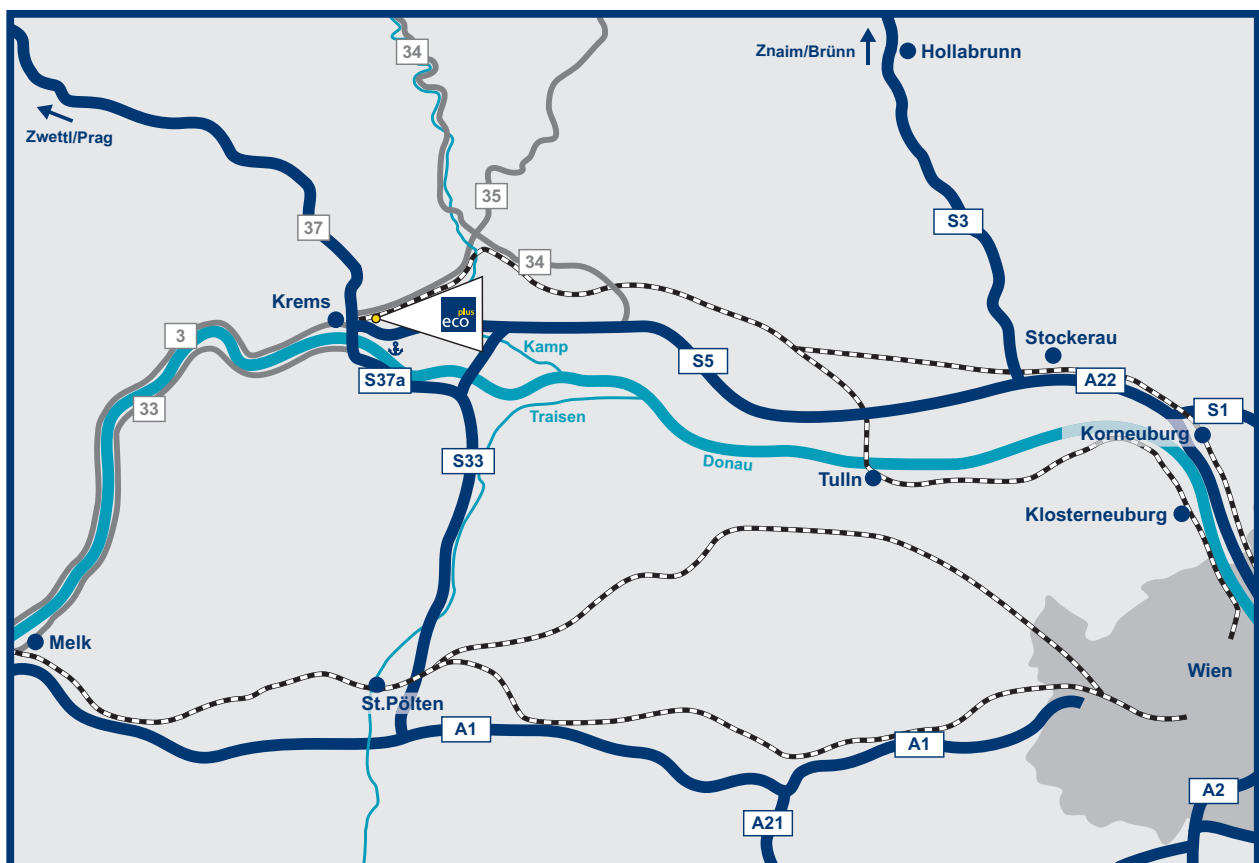 34
Znaim/Brünn
Hollabrunn
Zwettl/Prag
35
37
S3
34
Krems
plus
eco
3
Kamp
Stockerau
S5
S37a
A22
33
Traisen
S1
Korneuburg
S33
Donau
Tulln
Klosterneuburg
Melk
Wien
St.Pölten
A1
A1
A2
A21